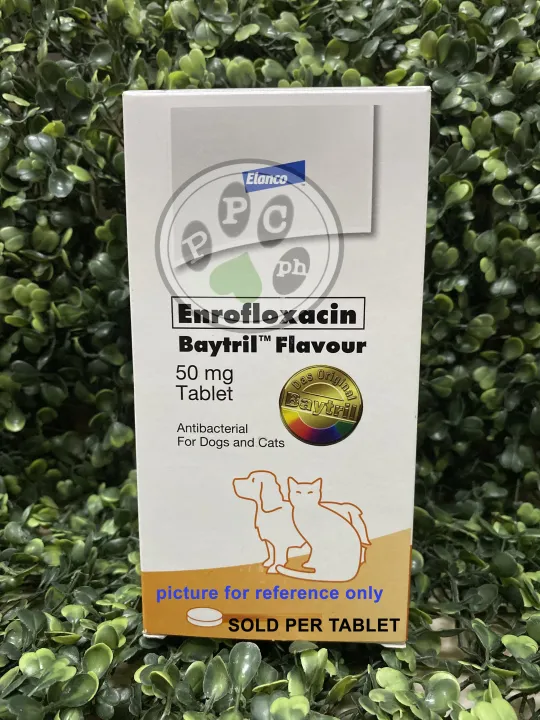 Elanco
P P C ph
Enrofloxacin
Baytril™ Flavour
50 mg
Tablet
Das Original
Baytril
Antibacterial
For Dogs and Cats
picture for reference only
SOLD PER TABLET